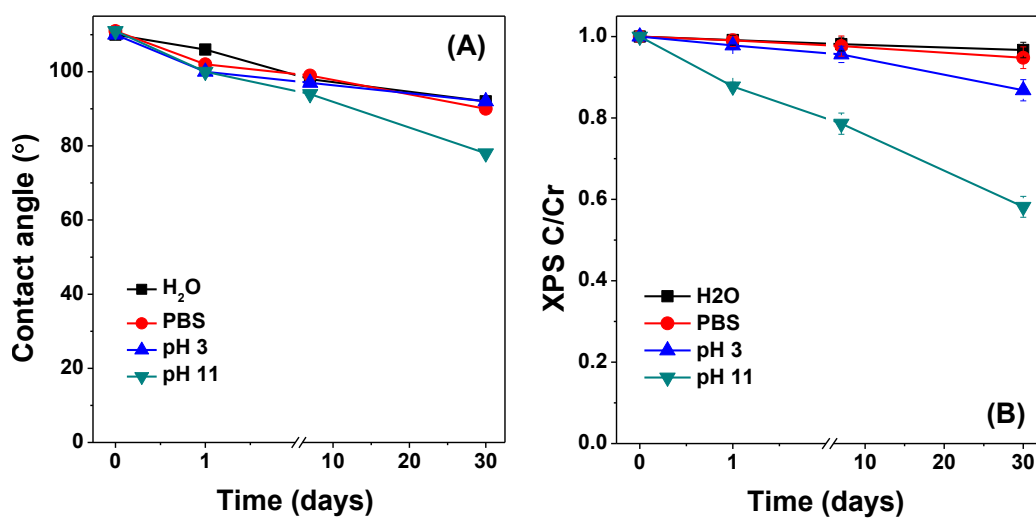 (A)
Contact angle (°)
100
80
60
40
20
0
H₂O
PBS
pH 3
pH 11
0
1
10
20
30
Time (days)
(B)
XPS C/Cr
1.0
0.8
0.6
0.4
0.2
0.0
H2O
PBS
pH 3
pH 11
0
1
10
20
30
Time (days)